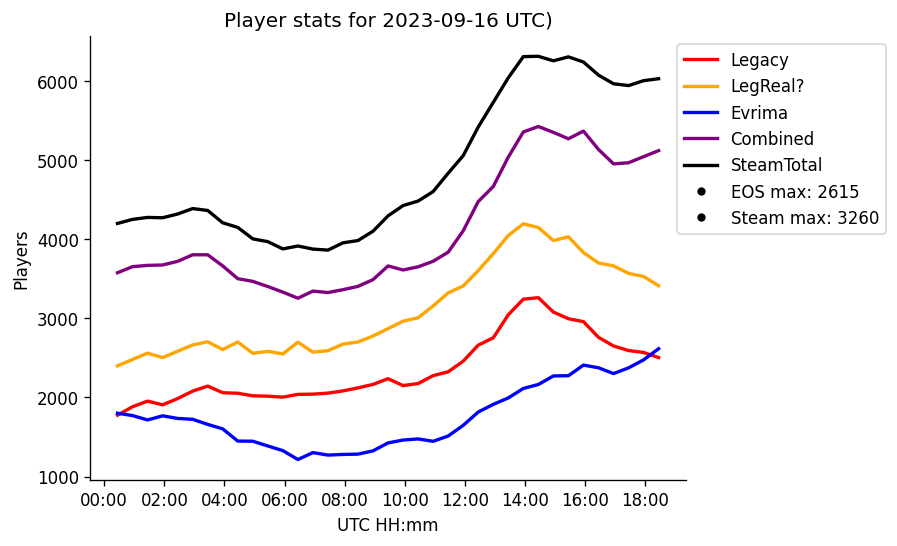 Player stats for 2023-09-16 UTC)
Legacy
LegReal?
Evrima
Combined
SteamTotal
EOS max: 2615
Steam max: 3260
Players
6000
5000
4000
3000
2000
1000
00:00 02:00 04:00 06:00 08:00 10:00 12:00 14:00 16:00 18:00
UTC HH:mm